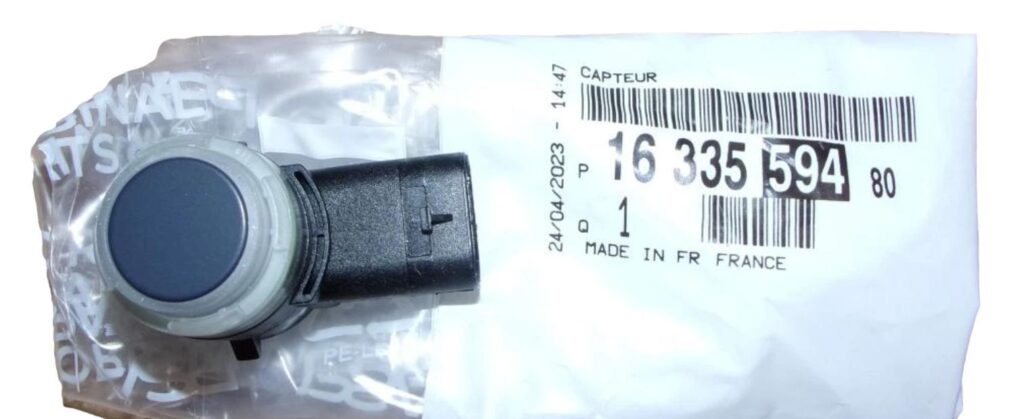 CAPTEUR
P 16 335 594 80
Q 1
MADE IN FR FRANCE
24/04/2023 - 14:47